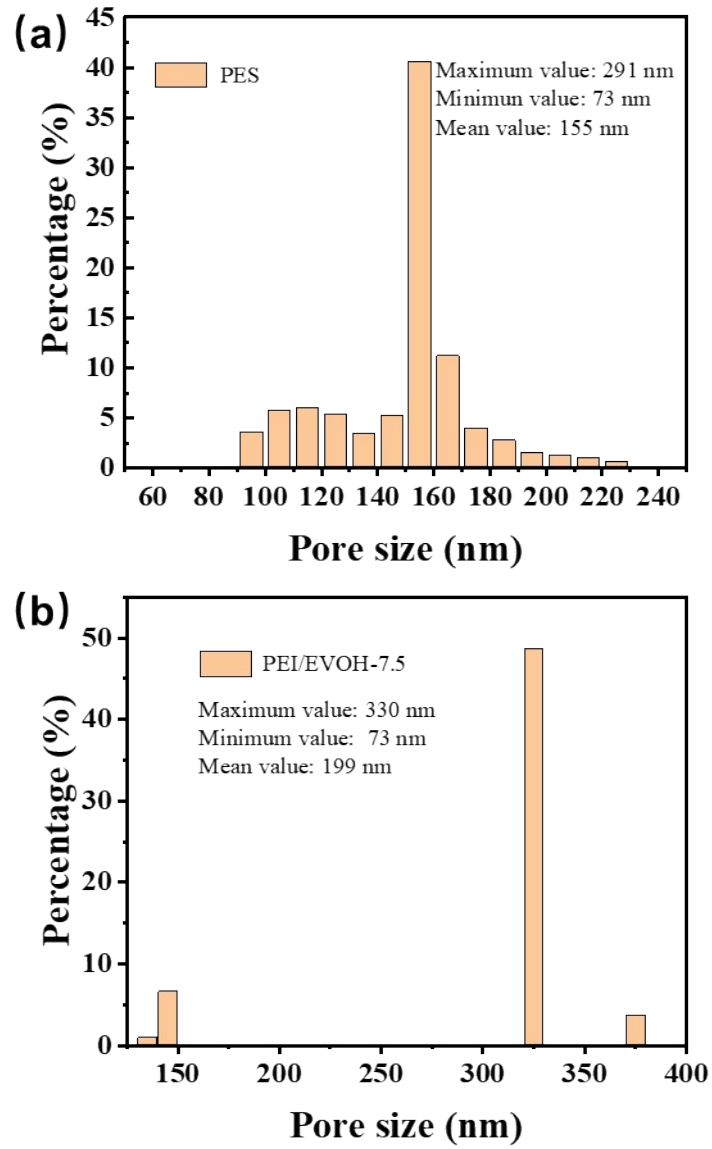 (a)
45
40
35
30
25
20
15
10
5
0
Percentage (%)
PES
Maximum value: 291 nm
Minimun value: 73 nm
Mean value: 155 nm
60 80 100 120 140 160 180 200 220 240
Pore size (nm)
(b)
50
40
30
20
10
0
Percentage (%)
PEI/EVOH-7.5
Maximum value: 330 nm
Minimum value: 73 nm
Mean value: 199 nm
150 200 250 300 350 400
Pore size (nm)